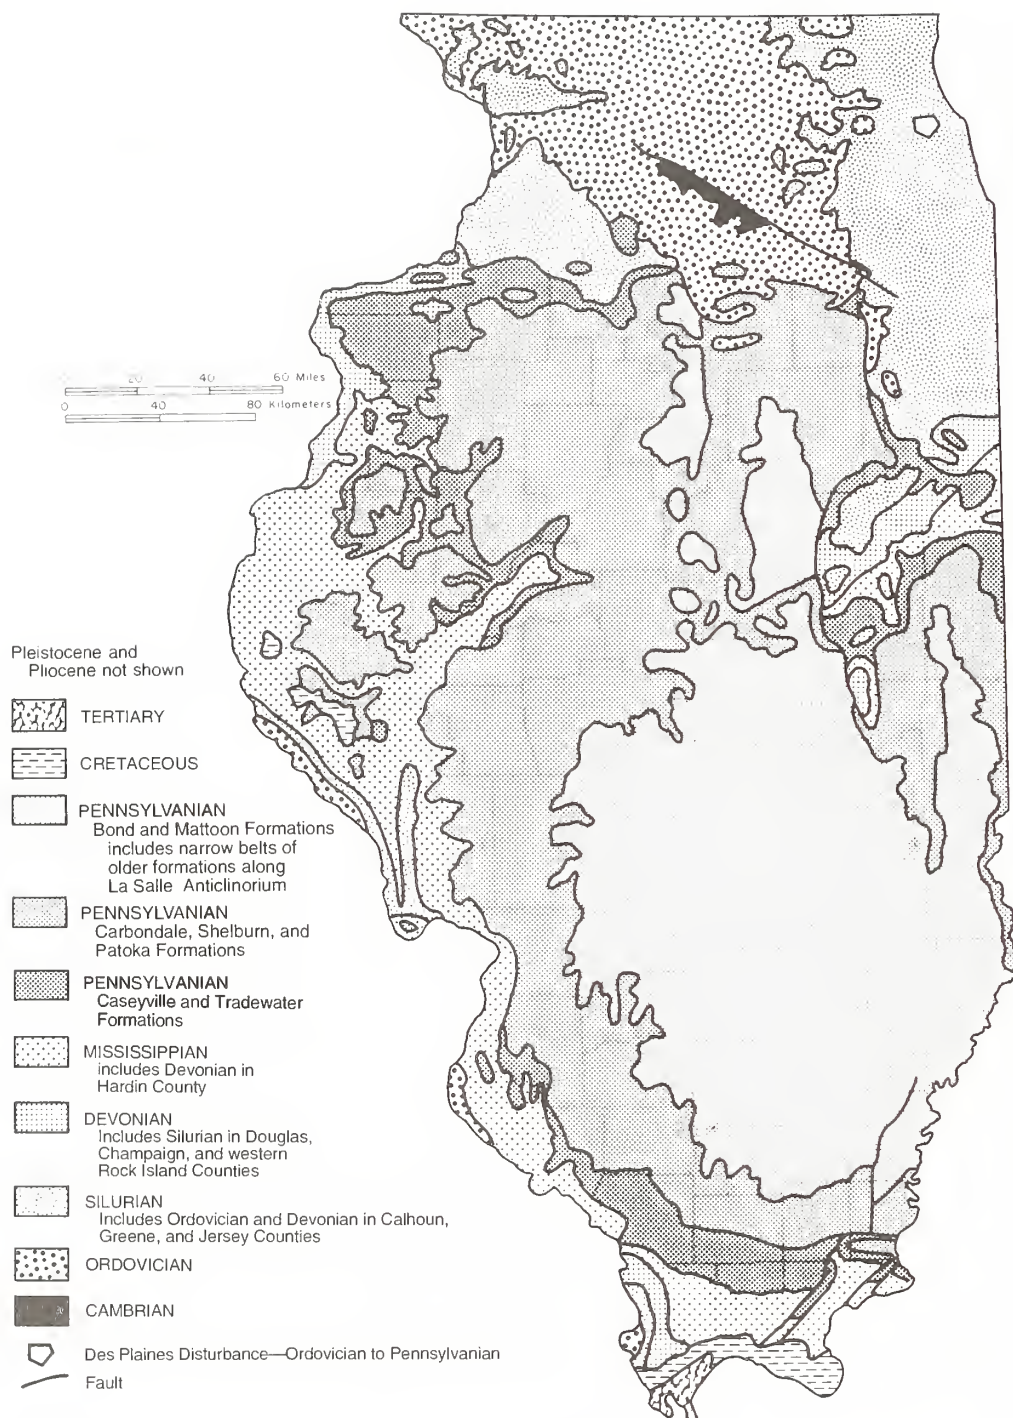 20 40 60 Miles
0 40 80 Kilometers
Pleistocene and
Pliocene not shown
TERTIARY
CRETACEOUS
PENNSYLVANIAN
Bond and Mattoon Formations
includes narrow belts of
older formations along
La Salle Anticlinorium
PENNSYLVANIAN
Carbondale, Shelburn, and
Patoka Formations
PENNSYLVANIAN
Caseyville and Tradewater
Formations
MISSISSIPPIAN
includes Devonian in
Hardin County
DEVONIAN
Includes Silurian in Douglas,
Champaign, and western
Rock Island Counties
SILURIAN
Includes Ordovician and Devonian in Calhoun,
Greene, and Jersey Counties
ORDOVICIAN
CAMBRIAN
Des Plaines Disturbance—Ordovician to Pennsylvanian
Fault